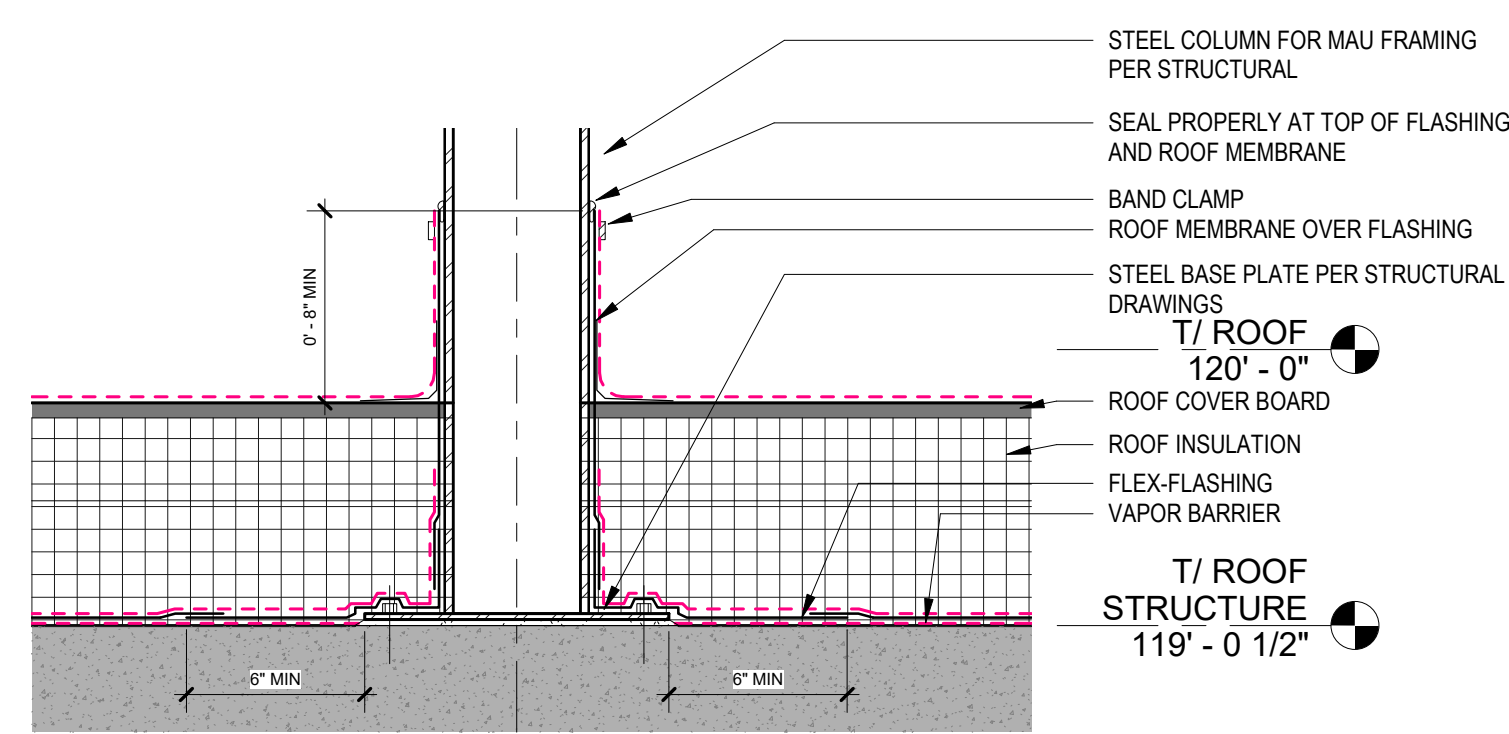 STEEL COLUMN FOR MAU FRAMING
PER STRUCTURAL
SEAL PROPERLY AT TOP OF FLASHING
AND ROOF MEMBRANE
BAND CLAMP
ROOF MEMBRANE OVER FLASHING
STEEL BASE PLATE PER STRUCTURAL
DRAWINGS
0' - 8" MIN
T/ ROOF
120' - 0"
ROOF COVER BOARD
ROOF INSULATION
FLEX-FLASHING
VAPOR BARRIER
T/ ROOF
STRUCTURE
119' - 0 1/2"
6" MIN
6" MIN